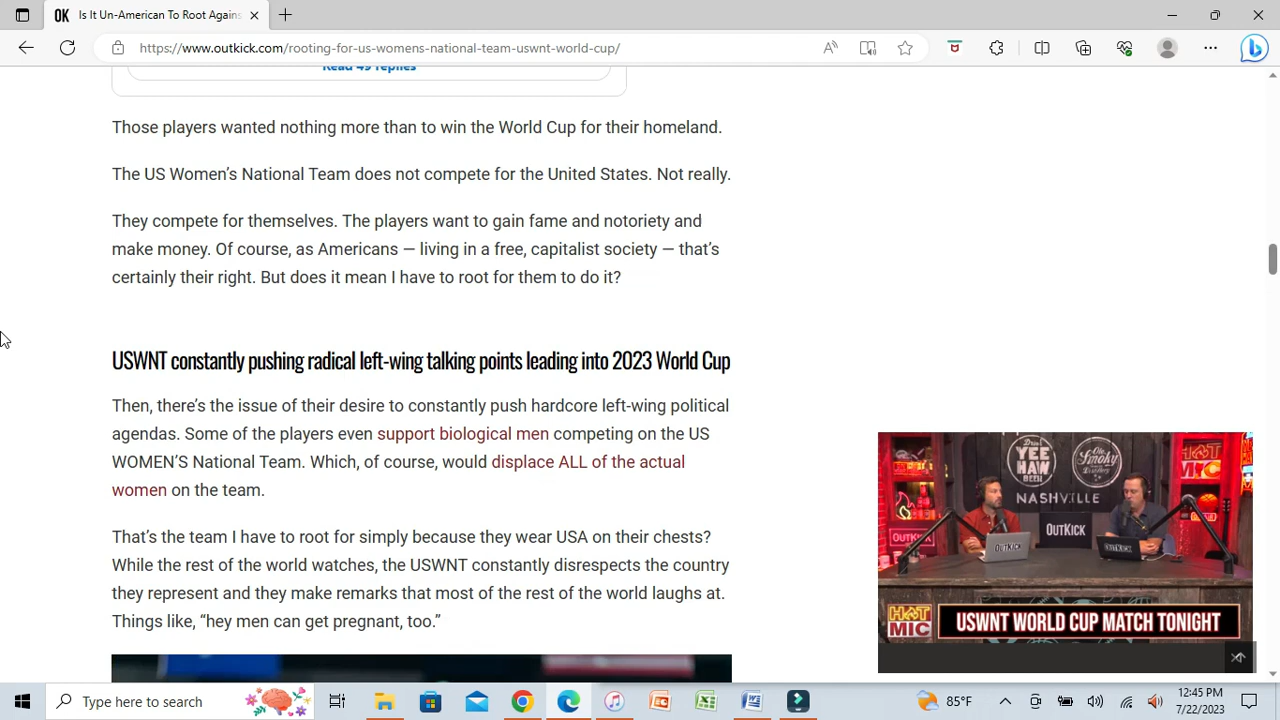 OK Is It Un-American To Root Agains
https://www.outkick.com/rooting-for-us-womens-national-team-uswnt-world-cup/
Read 49 replies
Those players wanted nothing more than to win the World Cup for their homeland.
The US Women's National Team does not compete for the United States. Not really.
They compete for themselves. The players want to gain fame and notoriety and
make money. Of course, as Americans — living in a free, capitalist society — that's
certainly their right. But does it mean I have to root for them to do it?
USWNT constantly pushing radical left-wing talking points leading into 2023 World Cup
Then, there's the issue of their desire to constantly push hardcore left-wing political
agendas. Some of the players even support biological men competing on the US
WOMEN'S National Team. Which, of course, would displace ALL of the actual
women on the team.
That's the team I have to root for simply because they wear USA on their chests?
While the rest of the world watches, the USWNT constantly disrespects the country
they represent and they make remarks that most of the rest of the world laughs at.
Things like, “hey men can get pregnant, too.”
YEE
HAW
BEER
Ole
Smoky
NASHVILLE
HOT
MIC
OUTKICK
OUTKICK
OUTKICK
OUTKICK
HOT
MIC
USWNT WORLD CUP MATCH TONIGHT
Type here to search
85°F
12:45 PM
7/22/2023